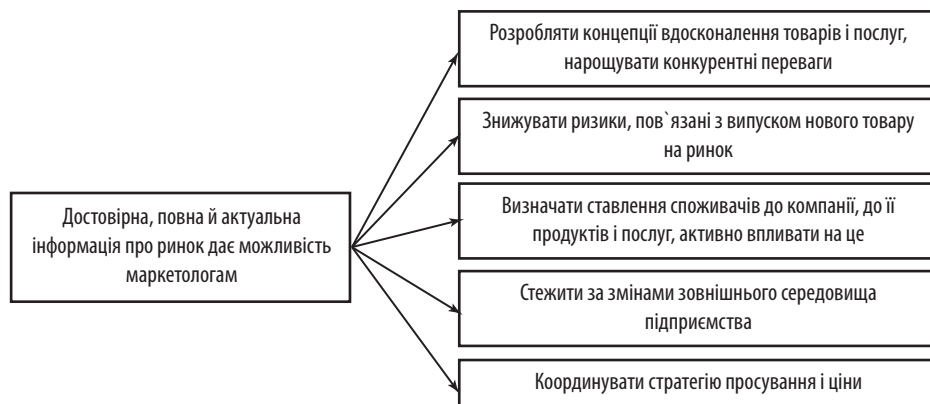 Розробляти концепції вдосконалення товарів і послуг,
нарощувати конкурентні переваги
Знижувати ризики, пов`язані з випуском нового товару
на ринок
Достовірна, повна й актуальна
інформація про ринок дає можливість
маркетологам
Визначати ставлення споживачів до компанії, до її
продуктів і послуг, активно впливати на це
Стежити за змінами зовнішнього середовища
підприємства
Координувати стратегію просування і ціни